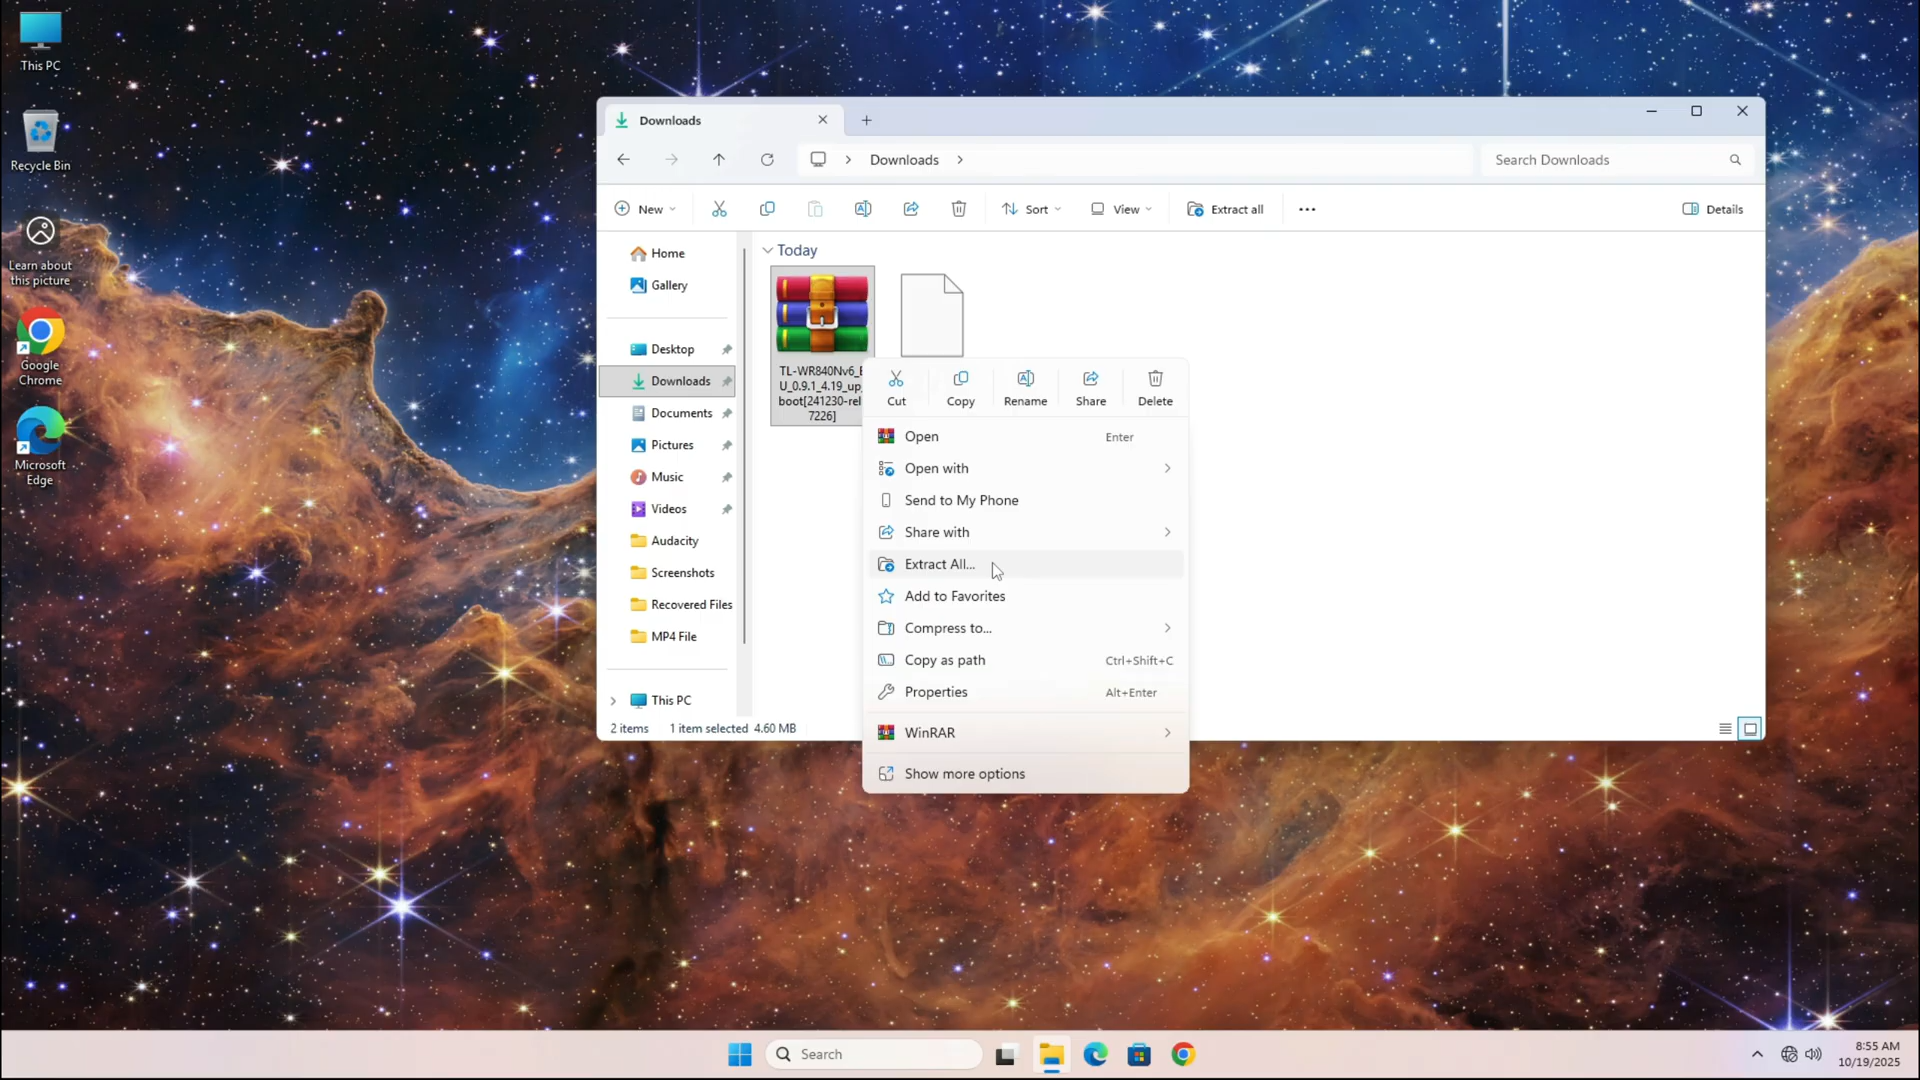 This PC
Recycle Bin
Learn about
this picture
Google
Chrome
Microsoft
Edge
Downloads
Downloads
Search Downloads
New
Sort
View
Extract all
Details
Home
Gallery
Desktop
Downloads
Documents
Pictures
Music
Videos
Audacity
Screenshots
Recovered Files
MP4 File
This PC
Today
TL-WR840Nv6_E
U_0.9.1_4.19_up_
boot[241230-rel
7226]
Cut
Copy
Rename
Share
Delete
Open Enter
Open with
Send to My Phone
Share with
Extract All...
Add to Favorites
Compress to...
Copy as path Ctrl+Shift+C
Properties Alt+Enter
WinRAR
Show more options
2 items 1 item selected 4.60 MB
Search
8:55 AM
10/19/2025